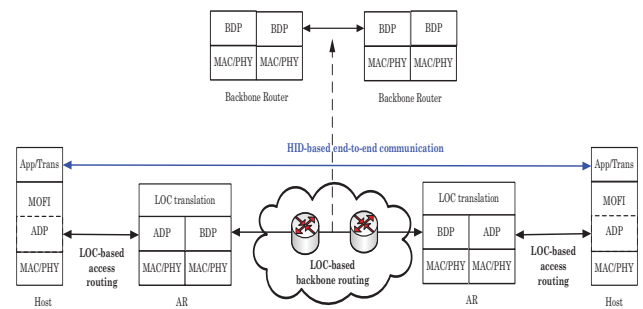 BDP BDP BDP BDP
MAC/PHY MAC/PHY MAC/PHY MAC/PHY
Backbone Router Backbone Router
HID-based end-to-end communication
App/Trans App/Trans
MOFI LOC translation LOC translation MOFI
ADP ADP BDP BDP ADP ADP
LOC-based
access
routing
LOC-based
backbone routing
LOC-based
access
routing
MAC/PHY MAC/PHY MAC/PHY MAC/PHY MAC/PHY MAC/PHY
Host AR AR Host